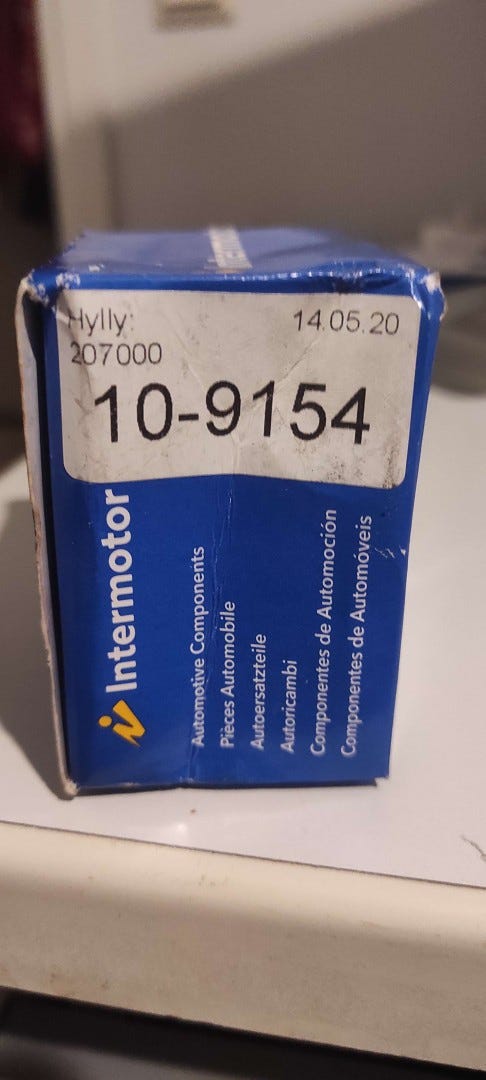 Hylly: 14.05.20
207000
10-9154
Intermotor
Automotive Components
Pièces Automobile
Autoersatzteile
Autoricambi
Componentes de Automoción
Componentes de Automóveis